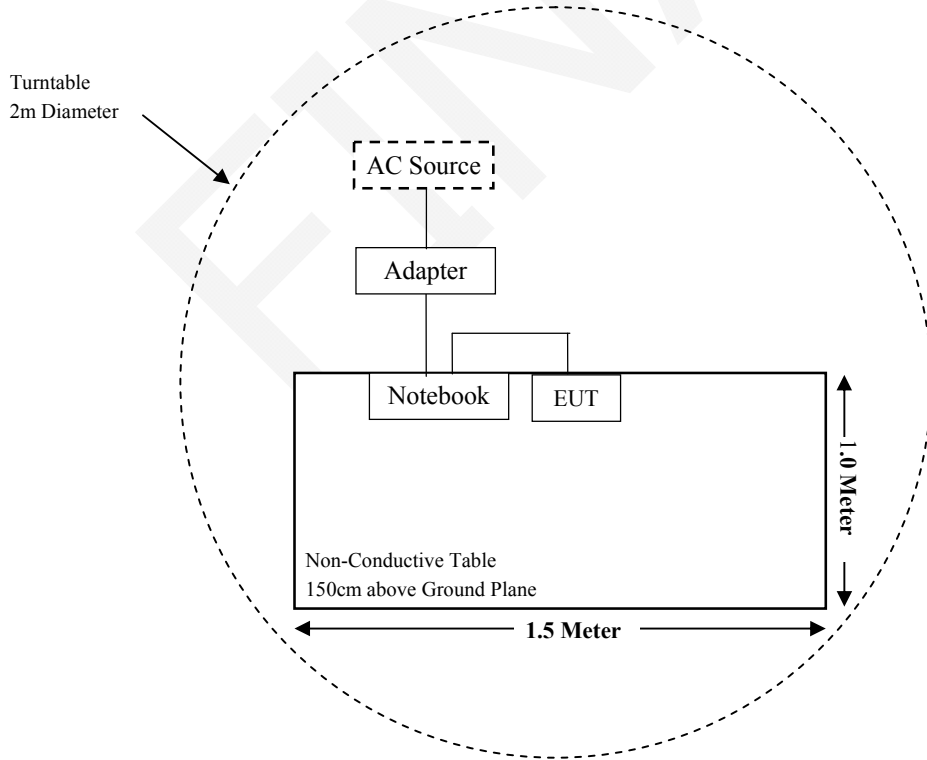 Turntable
2m Diameter
AC Source
Adapter
Notebook
EUT
1.0 Meter
Non-Conductive Table
150cm above Ground Plane
1.5 Meter